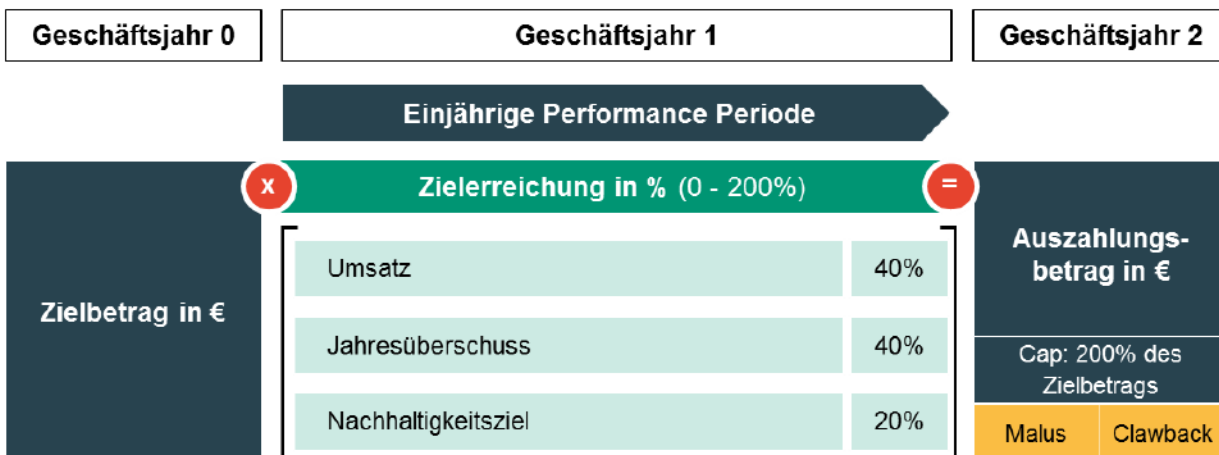 Geschäftsjahr 0
Geschäftsjahr 1
Geschäftsjahr 2
Einjährige Performance Periode
Zielbetrag in €
x
Zielerreichung in % (0 - 200%)
=
Umsatz 40%
Jahresüberschuss 40%
Nachhaltigkeitsziel 20%
Auszahlungs-
betrag in €
Cap: 200% des
Zielbetrags
Malus
Clawback